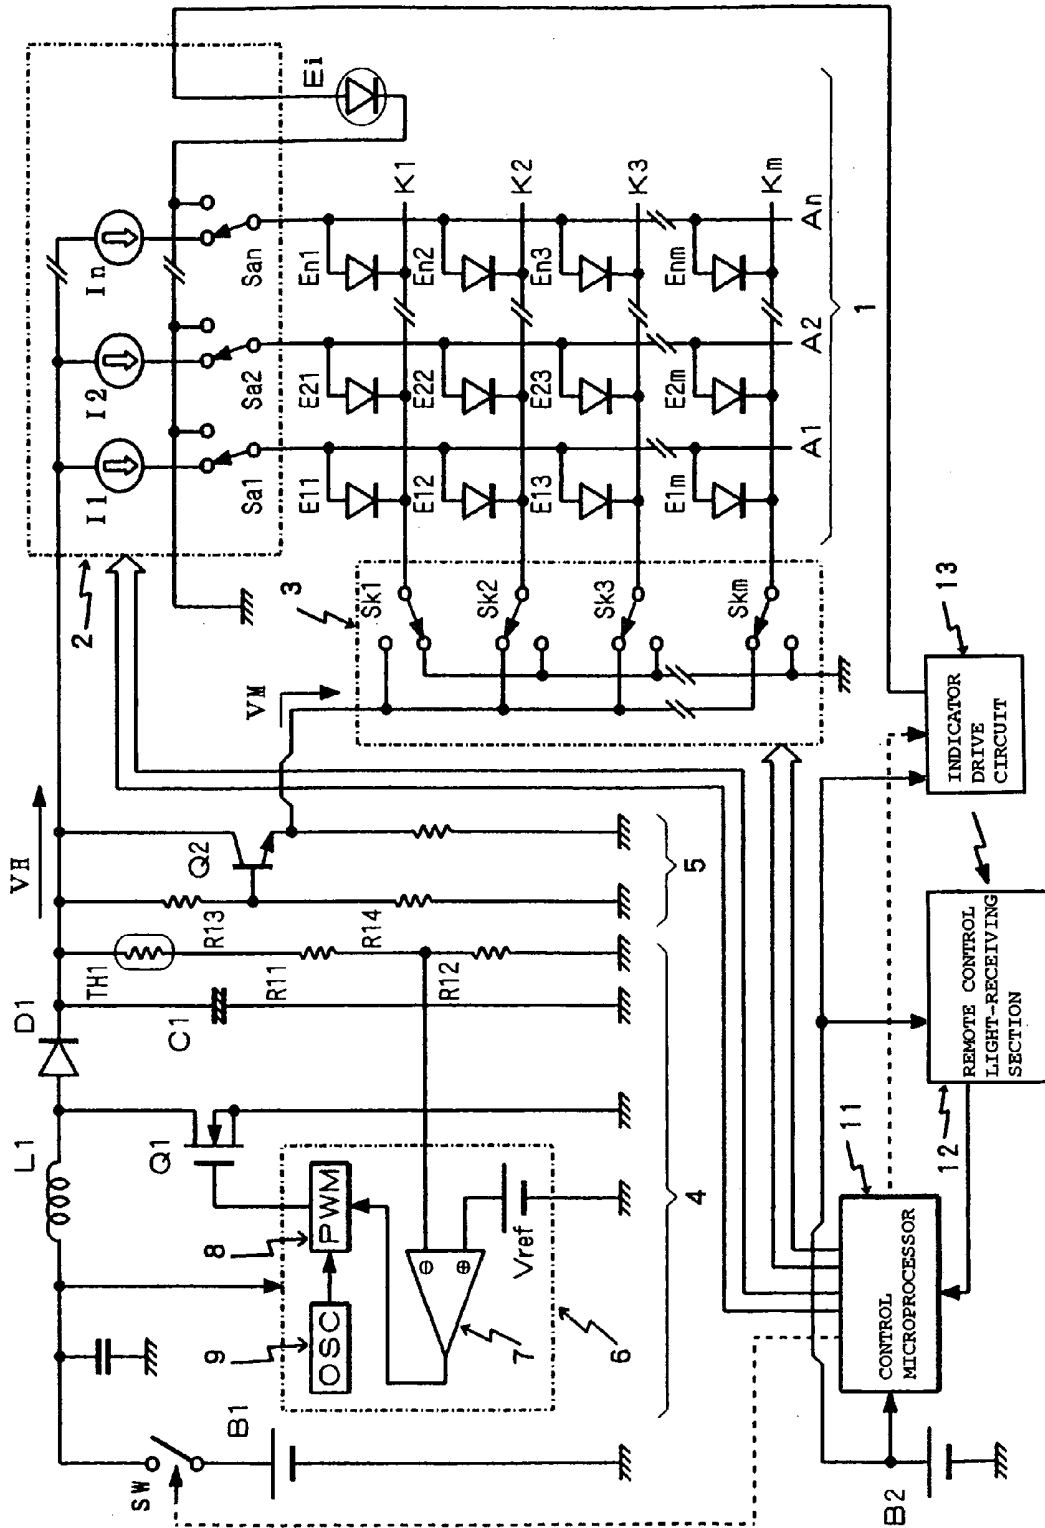 VH
D1
L1
SW
B1
C1
TH1
R11
R12
R13
R14
Q1
Q2
OSC
PWM
Vref
⊖
⊕
9
8
7
6
4
5
VM
3
2
I1
I2
In
Sa1
Sa2
San
Ei
Sk1
Sk2
Sk3
Skm
E11
E21
En1
K1
E12
E22
En2
K2
E13
E23
En3
K3
E1m
E2m
Enm
Km
A1
A2
An
1
B2
11
CONTROL
MICROPROCESSOR
12
REMOTE CONTROL
LIGHT-RECEIVING
SECTION
13
INDICATOR
DRIVE
CIRCUIT